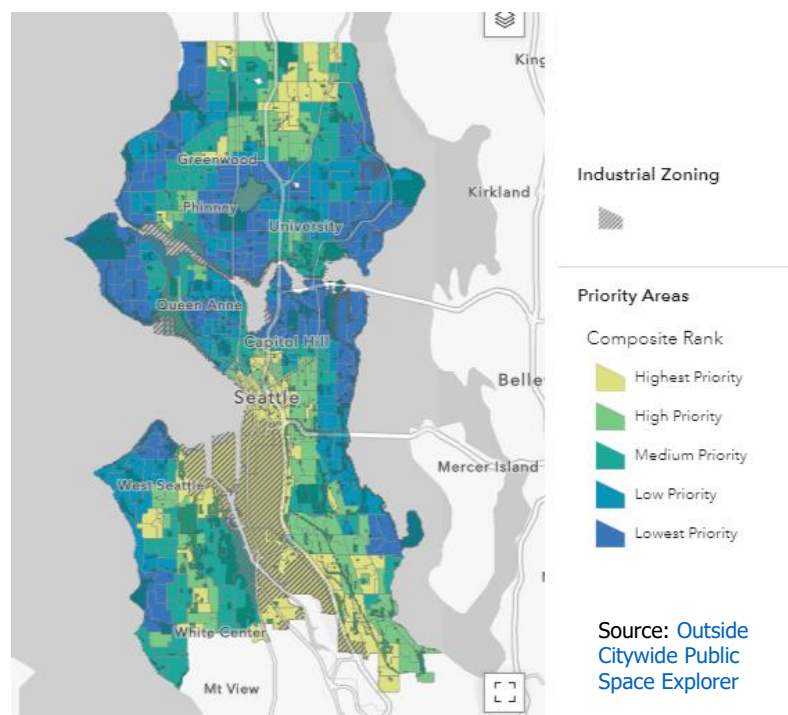 King
Greenwood
Kirkland
Phinney
University
Queen Anne
Capitol Hill
Belle
Seattle
Mercer Island
West Seattle
White Center
Mt View
Industrial Zoning
Priority Areas
Composite Rank
Highest Priority
High Priority
Medium Priority
Low Priority
Lowest Priority
Source: Outside
Citywide Public
Space Explorer